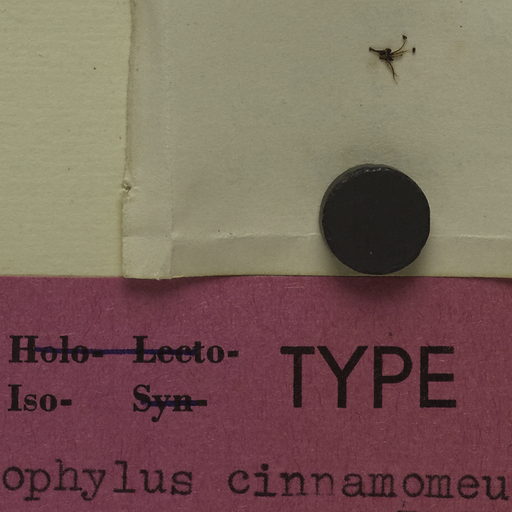 Holo- Lecto- TYPE
Iso- Syn-
ophylus cinnamomeu